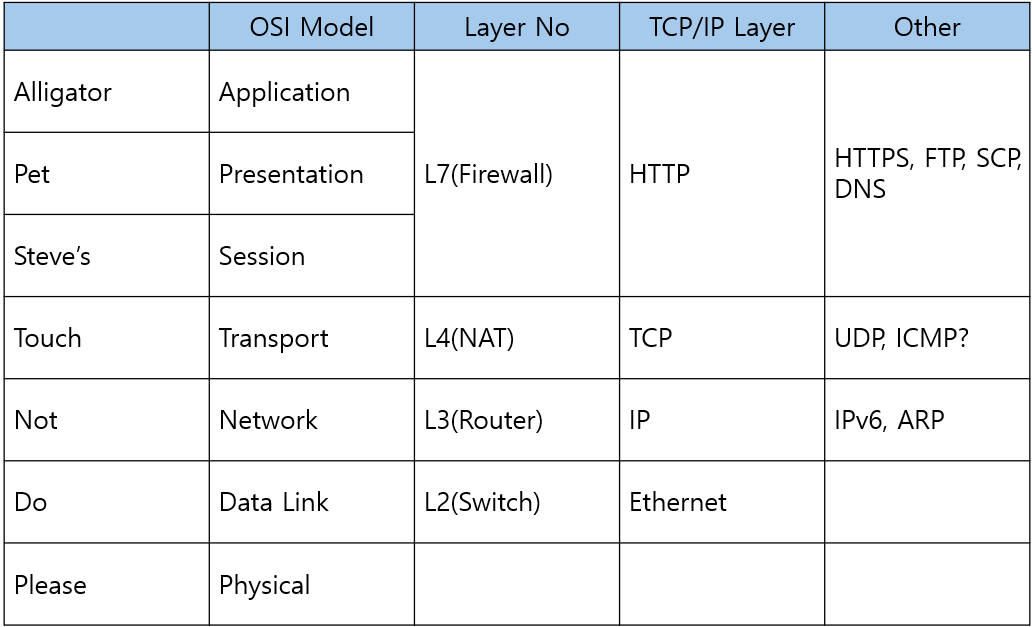 OSI Model Layer No TCP/IP Layer Other
Alligator Application
Pet Presentation L7(Firewall) HTTP HTTPS, FTP, SCP,
DNS
Steve’s Session
Touch Transport L4(NAT) TCP UDP, ICMP?
Not Network L3(Router) IP IPv6, ARP
Do Data Link L2(Switch) Ethernet
Please Physical